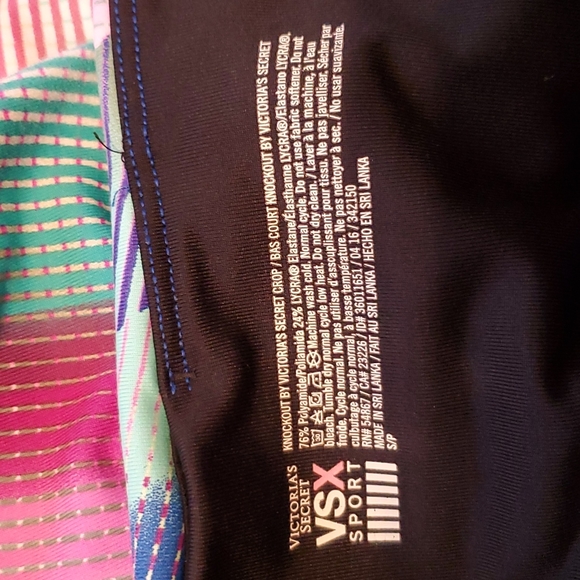 VICTORIA'S
SECRET
VSX
SPORT
KNOCKOUT BY VICTORIA'S SECRET CROP / BAS COURT KNOCKOUT BY VICTORIA'S SECRET
76% Polyamide/Poliamida 24% LYCRA® Elastane/Élasthanne LYCRA®/Elastano LYCRA®.
Machine wash cold. Normal cycle. Do not use fabric softener. Do not
bleach. Tumble dry normal cycle low heat. Do not dry clean. / Laver à la machine, à l'eau
froide. Cycle normal. Ne pas utiliser d'assouplissant pour tissu. Ne pas javelliser. Sécher par
culbutage à cycle normal, à basse température. Ne pas nettoyer à sec. / No usar suavizante.
RN# 54867 / CA# 23226 / ID# 36011651 / 04 16 / 342150
MADE IN SRI LANKA / FAIT AU SRI LANKA / HECHO EN SRI LANKA
S/P